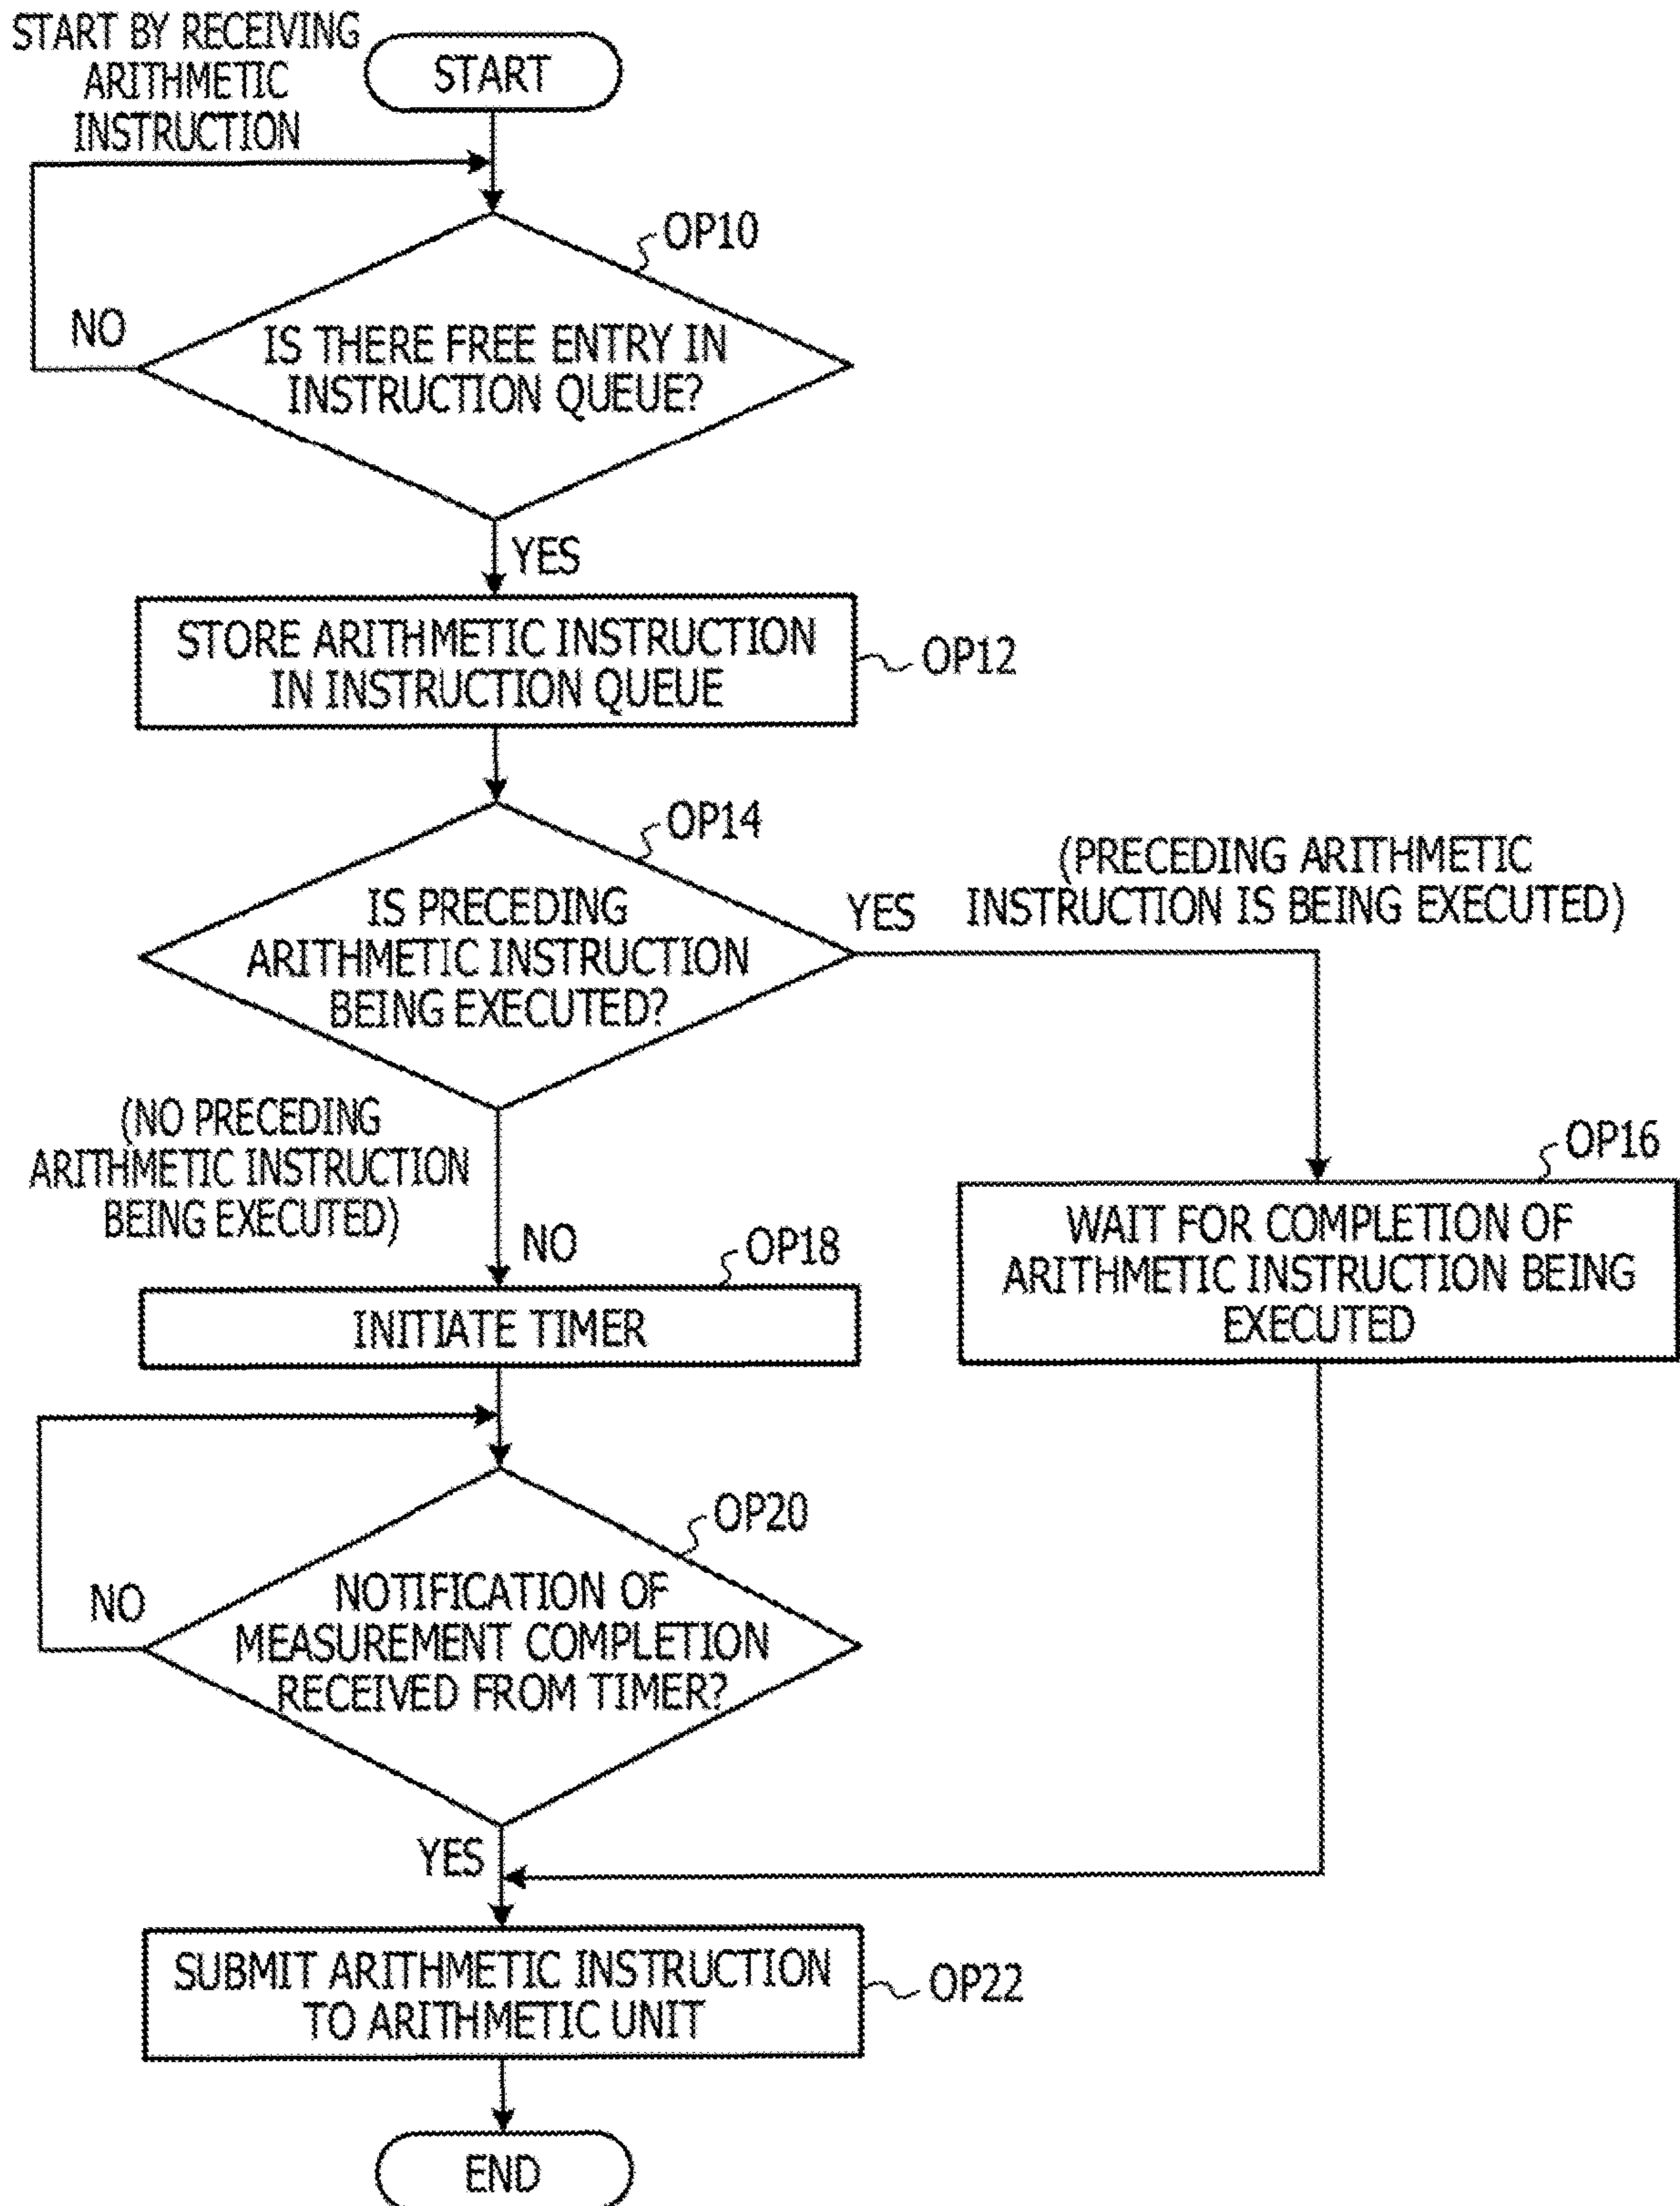 START BY RECEIVING
ARITHMETIC
INSTRUCTION
START
OP10
NO
IS THERE FREE ENTRY IN
INSTRUCTION QUEUE?
YES
STORE ARITHMETIC INSTRUCTION
IN INSTRUCTION QUEUE
OP12
OP14
IS PRECEDING
ARITHMETIC INSTRUCTION
BEING EXECUTED?
YES
(PRECEDING ARITHMETIC
INSTRUCTION IS BEING EXECUTED)
(NO PRECEDING
ARITHMETIC INSTRUCTION
BEING EXECUTED)
NO
OP16
WAIT FOR COMPLETION OF
ARITHMETIC INSTRUCTION BEING
EXECUTED
OP18
INITIATE TIMER
OP20
NO
NOTIFICATION OF
MEASUREMENT COMPLETION
RECEIVED FROM TIMER?
YES
SUBMIT ARITHMETIC INSTRUCTION
TO ARITHMETIC UNIT
OP22
END